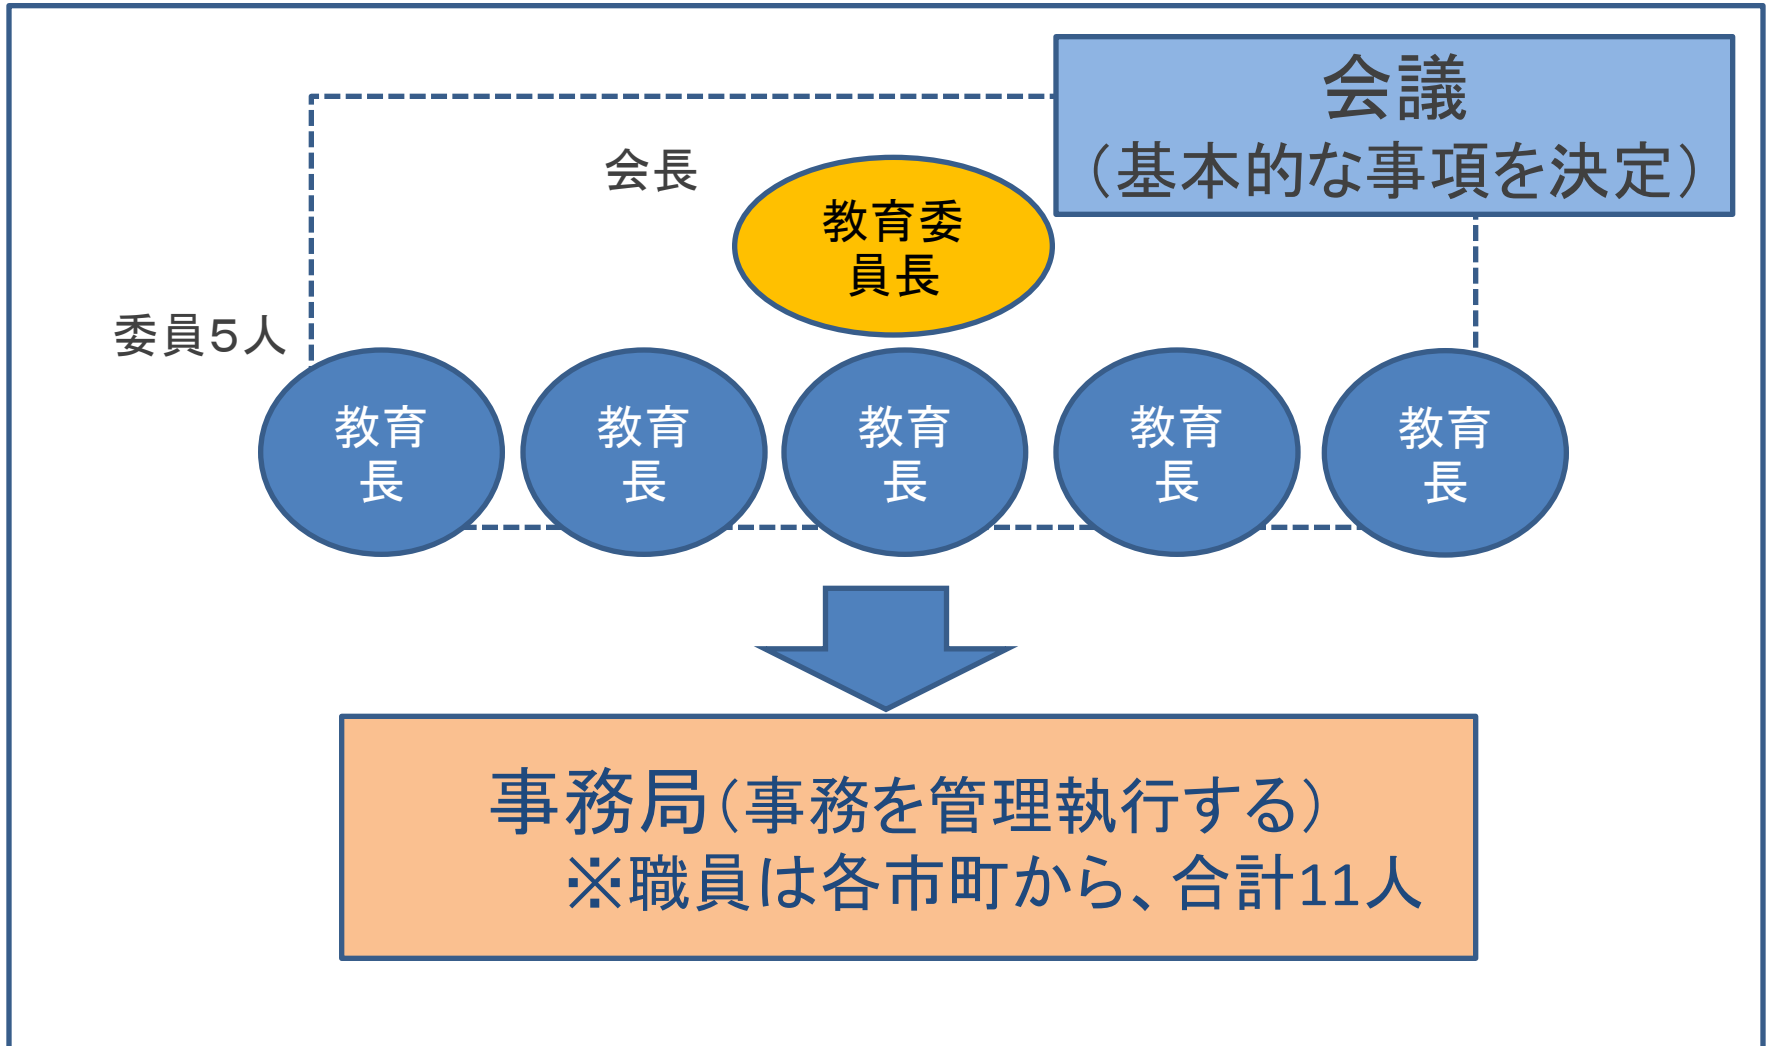 会議
（基本的な事項を決定）
会長
教育委
員長
委員5人
教育
長
教育
長
教育
長
教育
長
教育
長
事務局（事務を管理執行する）
※職員は各市町から、合計11人